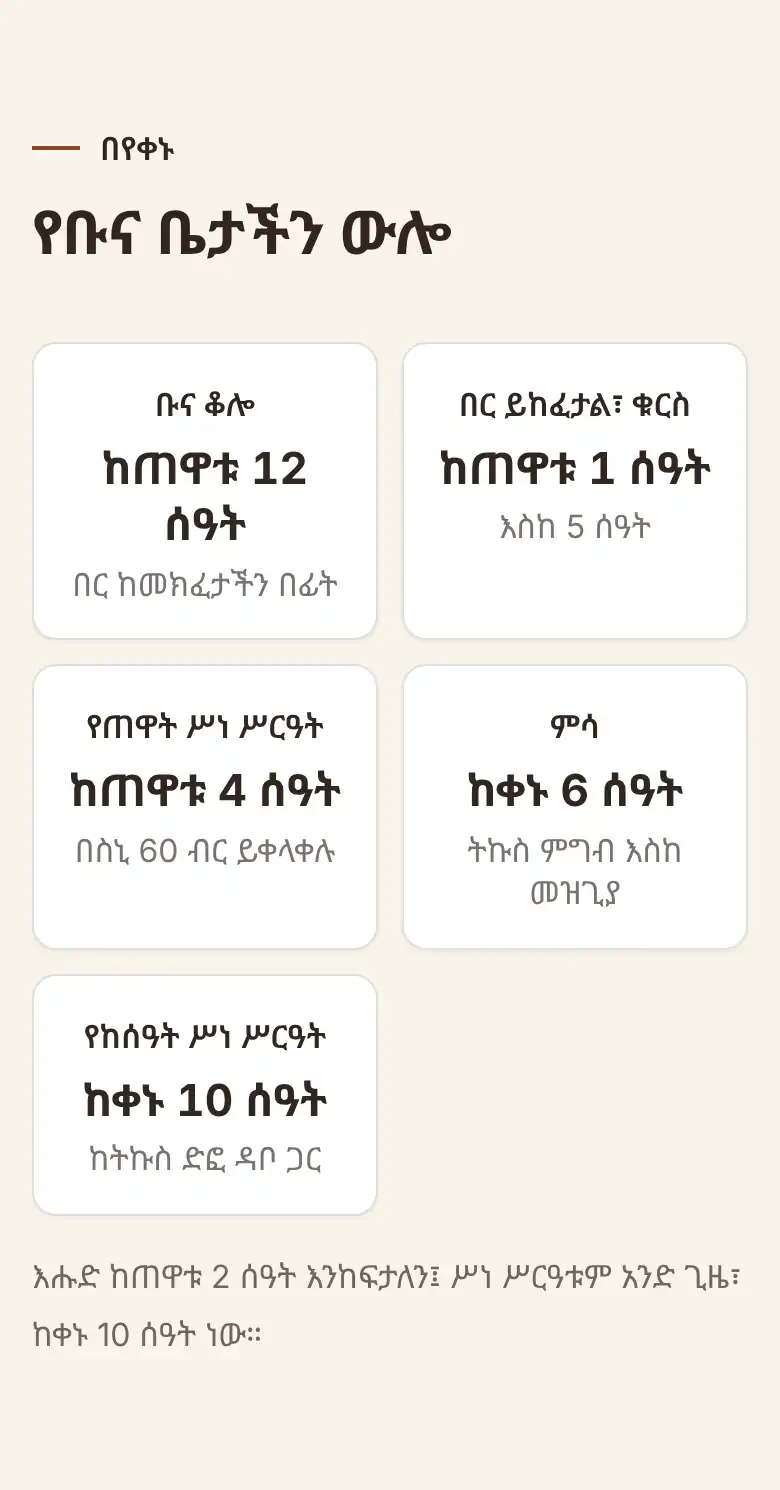 በየቀኑ
የቡና ቤታችን ውሎ
ቡና ቆሎ
ከጠዋቱ 12
ሰዓት
በር ከመክፈታችን በፊት
በር ይከፈታል፣ ቁርስ
ከጠዋቱ 1 ሰዓት
እስከ 5 ሰዓት
የጠዋት ሥነ ሥርዓት
ከጠዋቱ 4 ሰዓት
በስኒ 60 ብር ይቀላቀሉ
ምሳ
ከቀኑ 6 ሰዓት
ትኩስ ምግብ እስከ
መዝጊያ
የከሰዓት ሥነ ሥርዓት
ከቀኑ 10 ሰዓት
ከትኩስ ድፎ ዳቦ ጋር
እሑድ ከጠዋቱ 2 ሰዓት እንከፍታለን፤ ሥነ ሥርዓቱም አንድ ጊዜ፣
ከቀኑ 10 ሰዓት ነው።